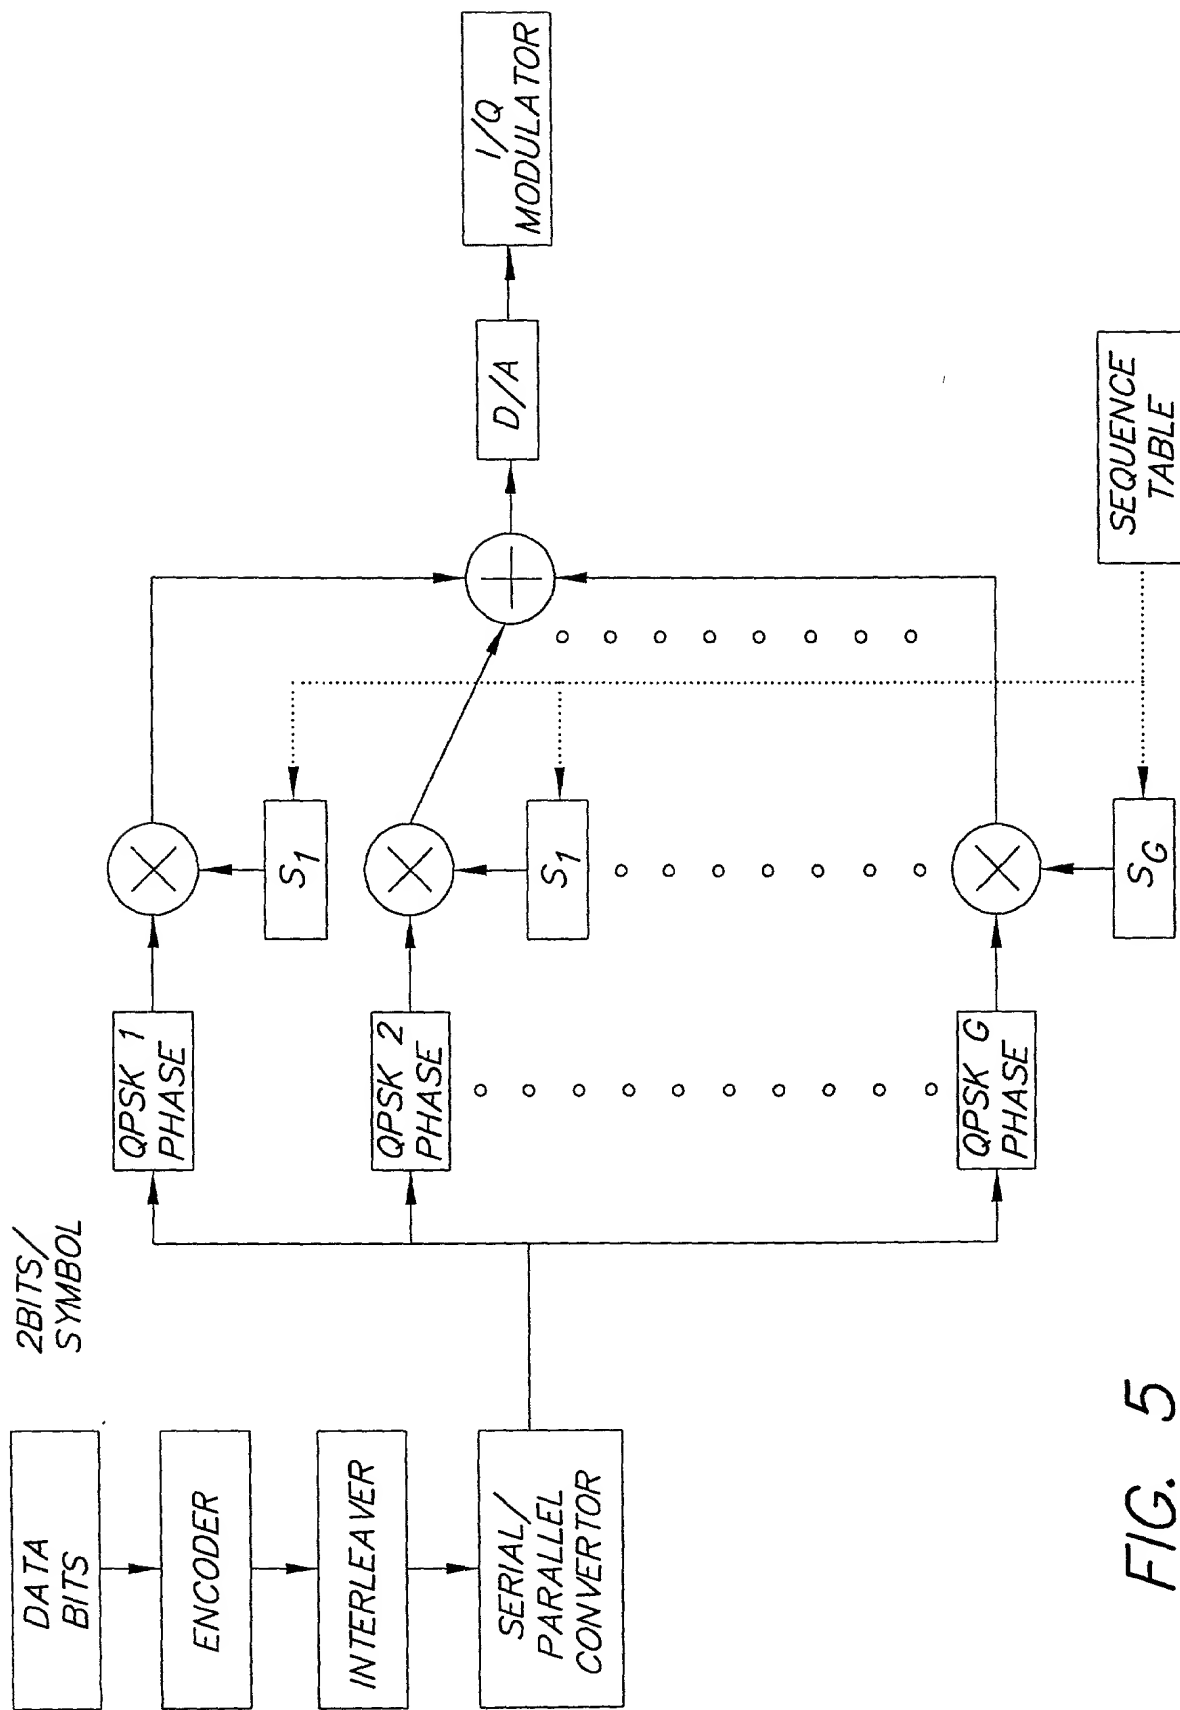 DATA
BITS
ENCODER
INTERLEAVER
SERIAL/
PARALLEL
CONVERTOR
2BITS/
SYMBOL
QPSK 1
PHASE
QPSK 2
PHASE
QPSK G
PHASE
S1
S1
SG
SEQUENCE
TABLE
D/A
I/Q
MODULATOR
FIG. 5